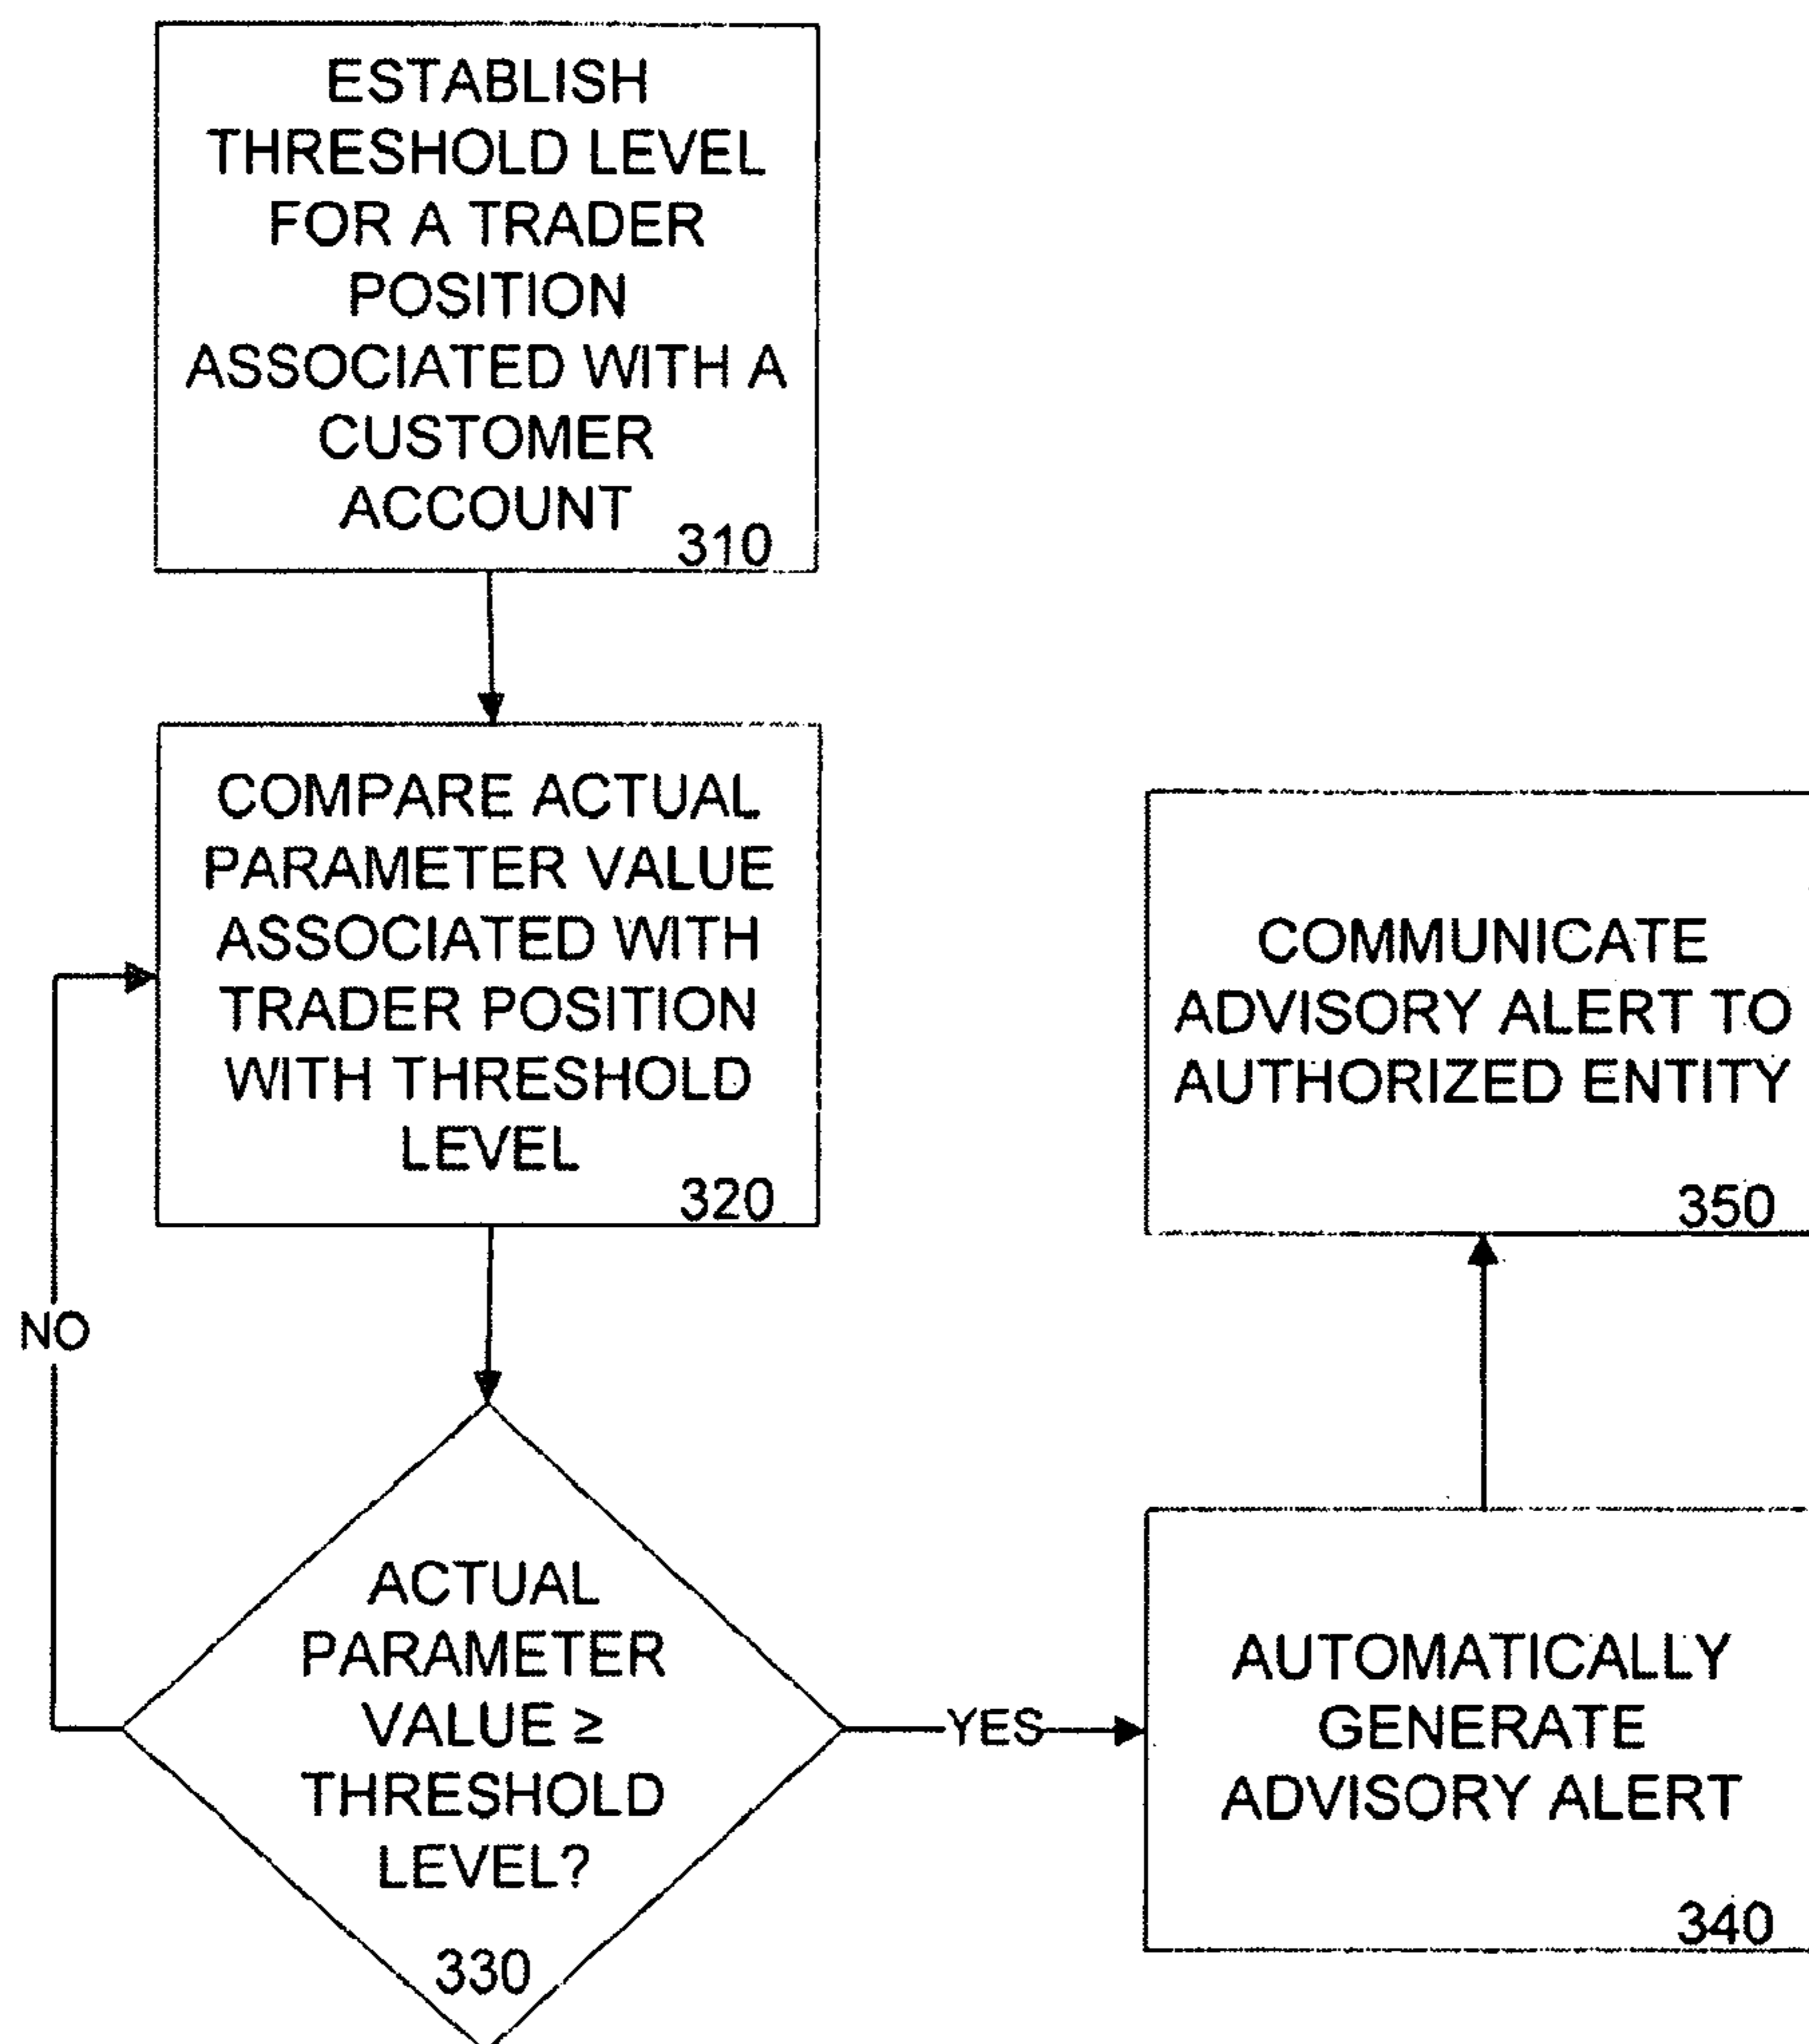 ESTABLISH
THRESHOLD LEVEL
FOR A TRADER
POSITION
ASSOCIATED WITH A
CUSTOMER
ACCOUNT
310
COMPARE ACTUAL
PARAMETER VALUE
ASSOCIATED WITH
TRADER POSITION
WITH THRESHOLD
LEVEL
320
NO
ACTUAL
PARAMETER
VALUE ≥
THRESHOLD
LEVEL?
330
YES
AUTOMATICALLY
GENERATE
ADVISORY ALERT
340
COMMUNICATE
ADVISORY ALERT TO
AUTHORIZED ENTITY
350